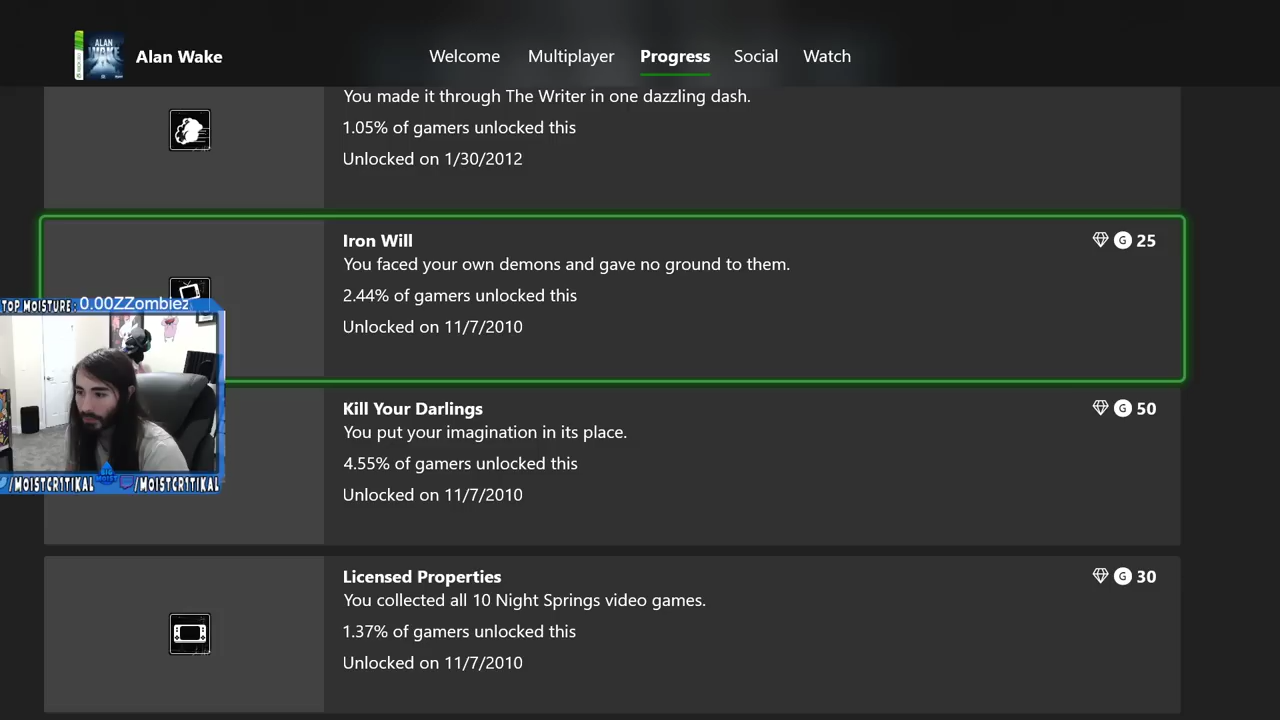 Alan Wake
Welcome
Multiplayer
Progress
Social
Watch
You made it through The Writer in one dazzling dash.
1.05% of gamers unlocked this
Unlocked on 1/30/2012
Iron Will
G 25
You faced your own demons and gave no ground to them.
2.44% of gamers unlocked this
Unlocked on 11/7/2010
TOP MOISTURE: 0.00ZZombiez
Kill Your Darlings
G 50
You put your imagination in its place.
4.55% of gamers unlocked this
Unlocked on 11/7/2010
/MOISTCR1TIKAL
/MOISTCR1TIKAL
Licensed Properties
G 30
You collected all 10 Night Springs video games.
1.37% of gamers unlocked this
Unlocked on 11/7/2010